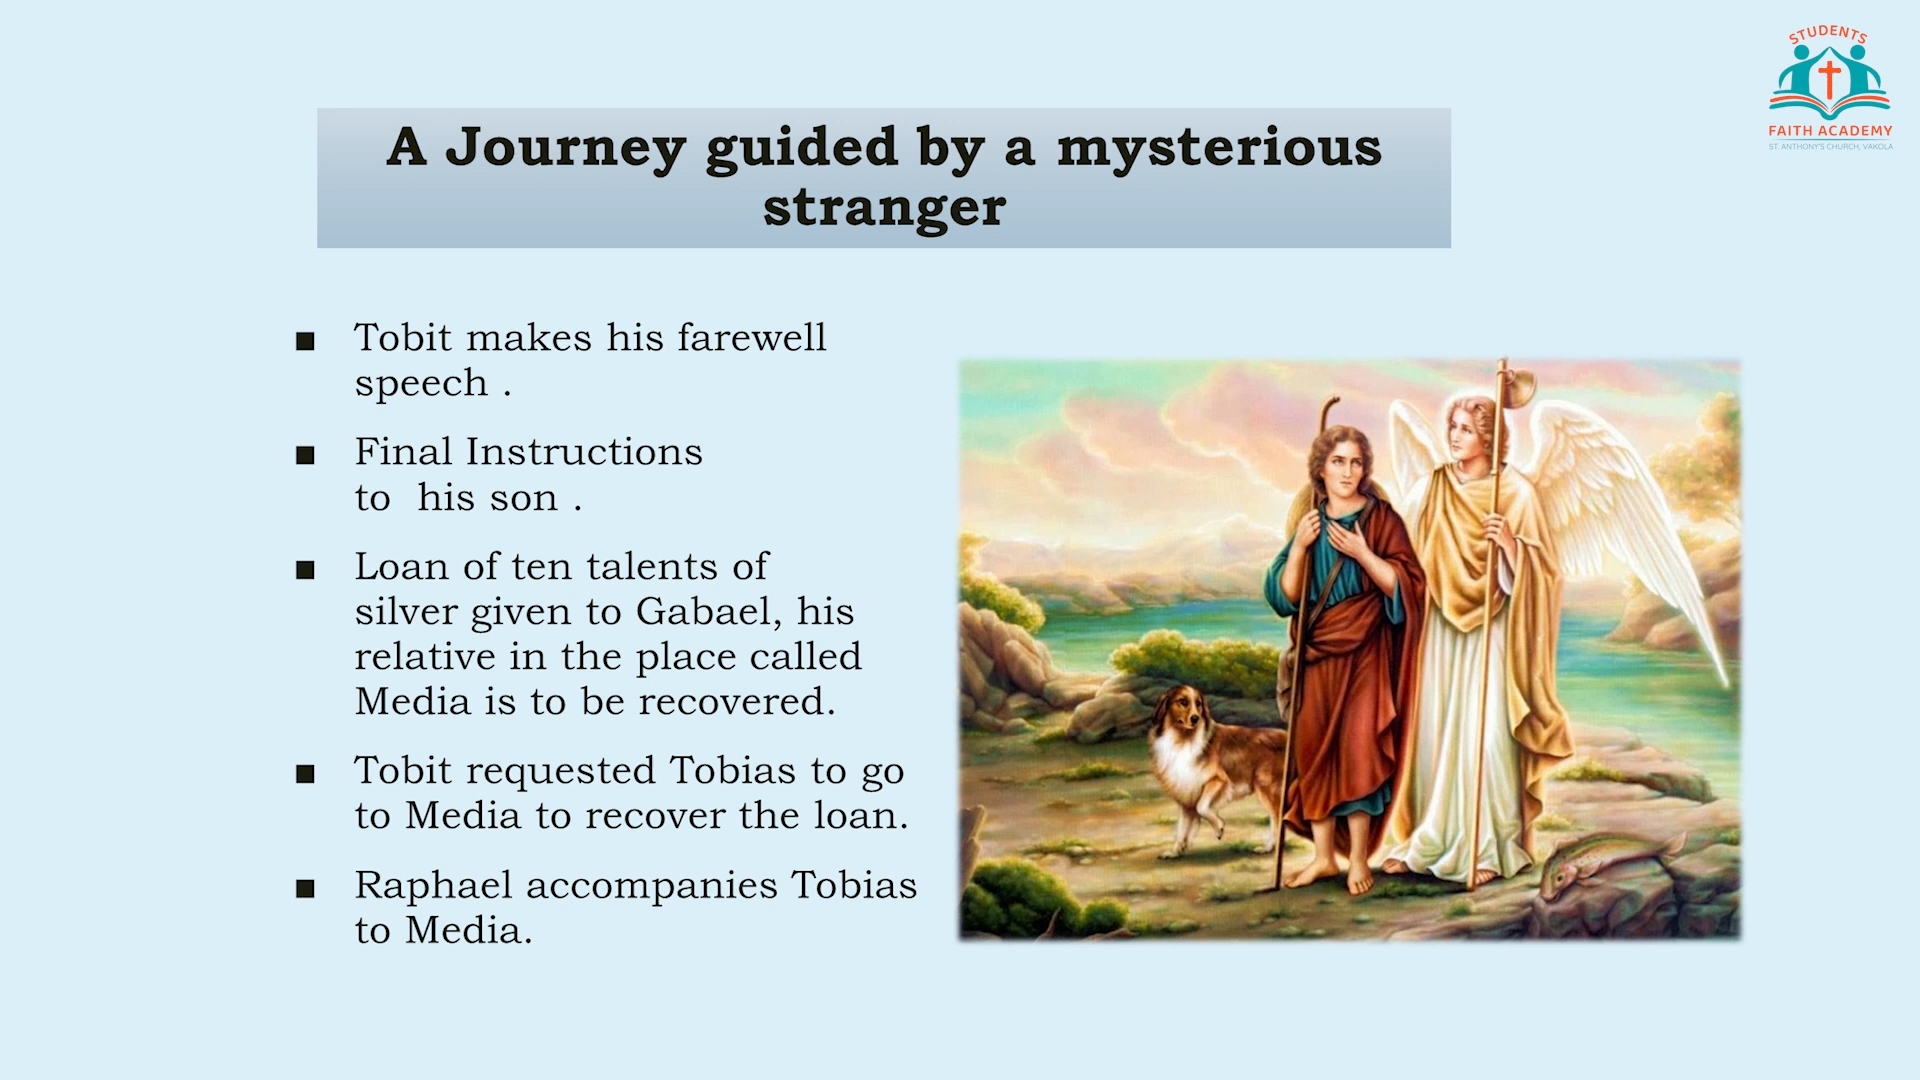 STUDENTS
FAITH ACADEMY
ST. ANTHONY'S CHURCH, VAKOLA
A Journey guided by a mysterious
stranger
▪ Tobit makes his farewell
speech .
▪ Final Instructions
to  his son .
▪ Loan of ten talents of
silver given to Gabael, his
relative in the place called
Media is to be recovered.
▪ Tobit requested Tobias to go
to Media to recover the loan.
▪ Raphael accompanies Tobias
to Media.